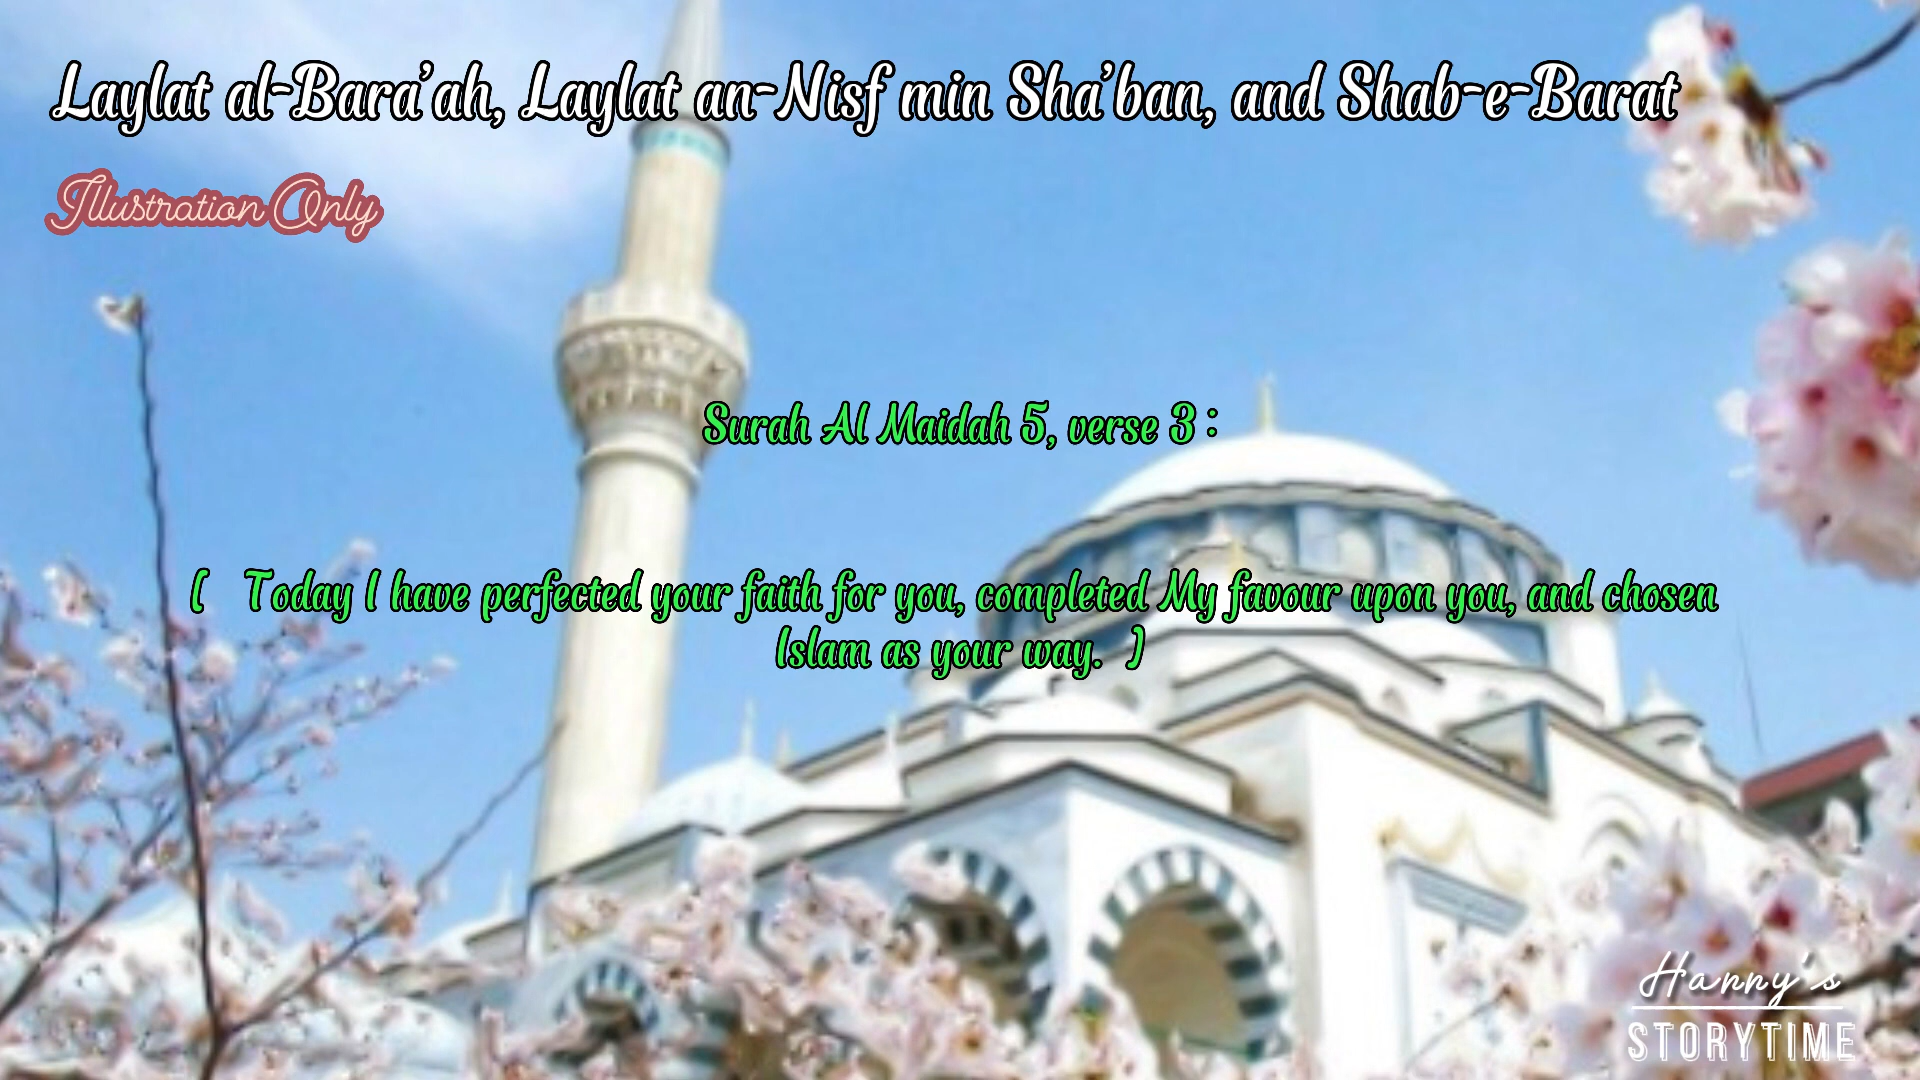 Laylat al-Bara'ah, Laylat an-Nisf min Sha'ban, and Shab-e-Barat
Illustration Only
Surah Al Maidah 5, verse 3 :
(   Today I have perfected your faith for you, completed My favour upon you, and chosen
Islam as your way.  )
Hanny's
STORYTIME